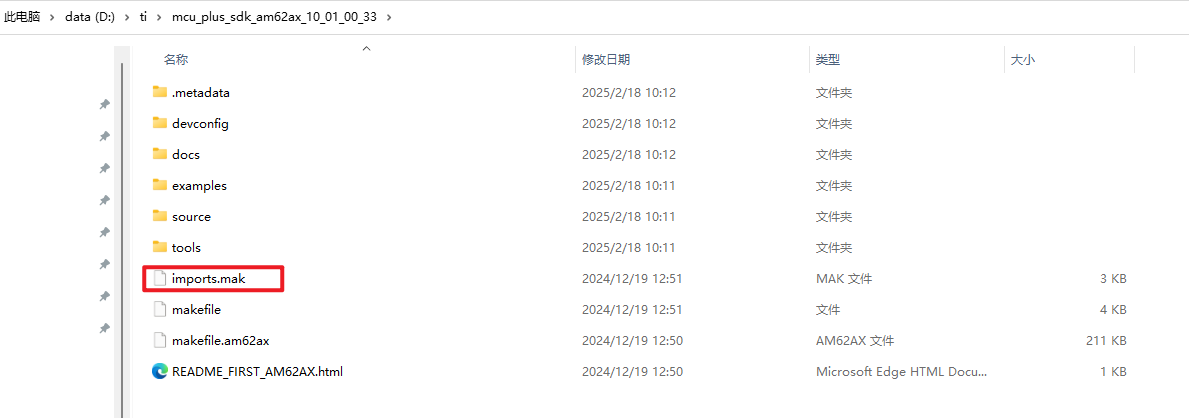 此电脑 > data (D:) > ti > mcu_plus_sdk_am62ax_10_01_00_33 >
名称 修改日期 类型 大小
.metadata 2025/2/18 10:12 文件夹
devconfig 2025/2/18 10:12 文件夹
docs 2025/2/18 10:12 文件夹
examples 2025/2/18 10:11 文件夹
source 2025/2/18 10:11 文件夹
tools 2025/2/18 10:11 文件夹
imports.mak 2024/12/19 12:51 MAK 文件 3 KB
makefile 2024/12/19 12:51 文件 4 KB
makefile.am62ax 2024/12/19 12:50 AM62AX 文件 211 KB
README_FIRST_AM62AX.html 2024/12/19 12:50 Microsoft Edge HTML Docu... 1 KB